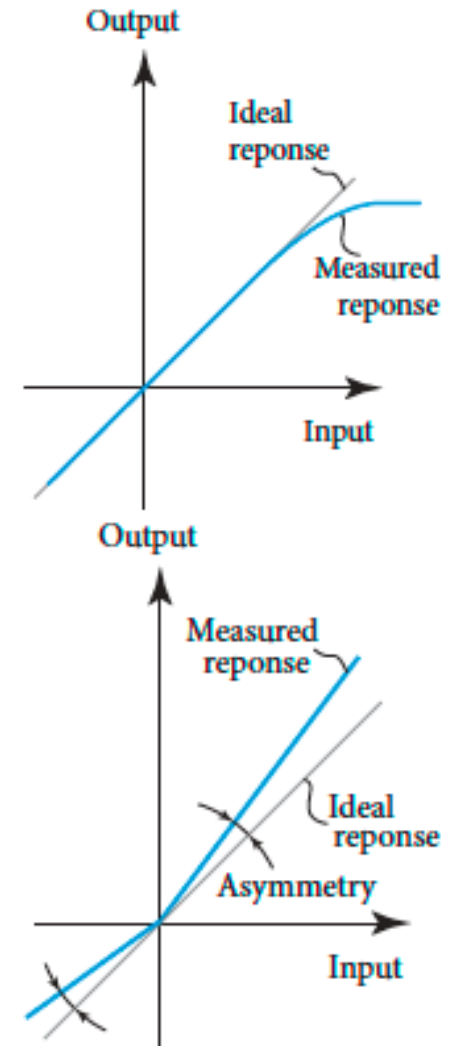 Output
Ideal
reponse
Measured
reponse
Input
Output
Measured
reponse
Ideal
reponse
Asymmetry
Input